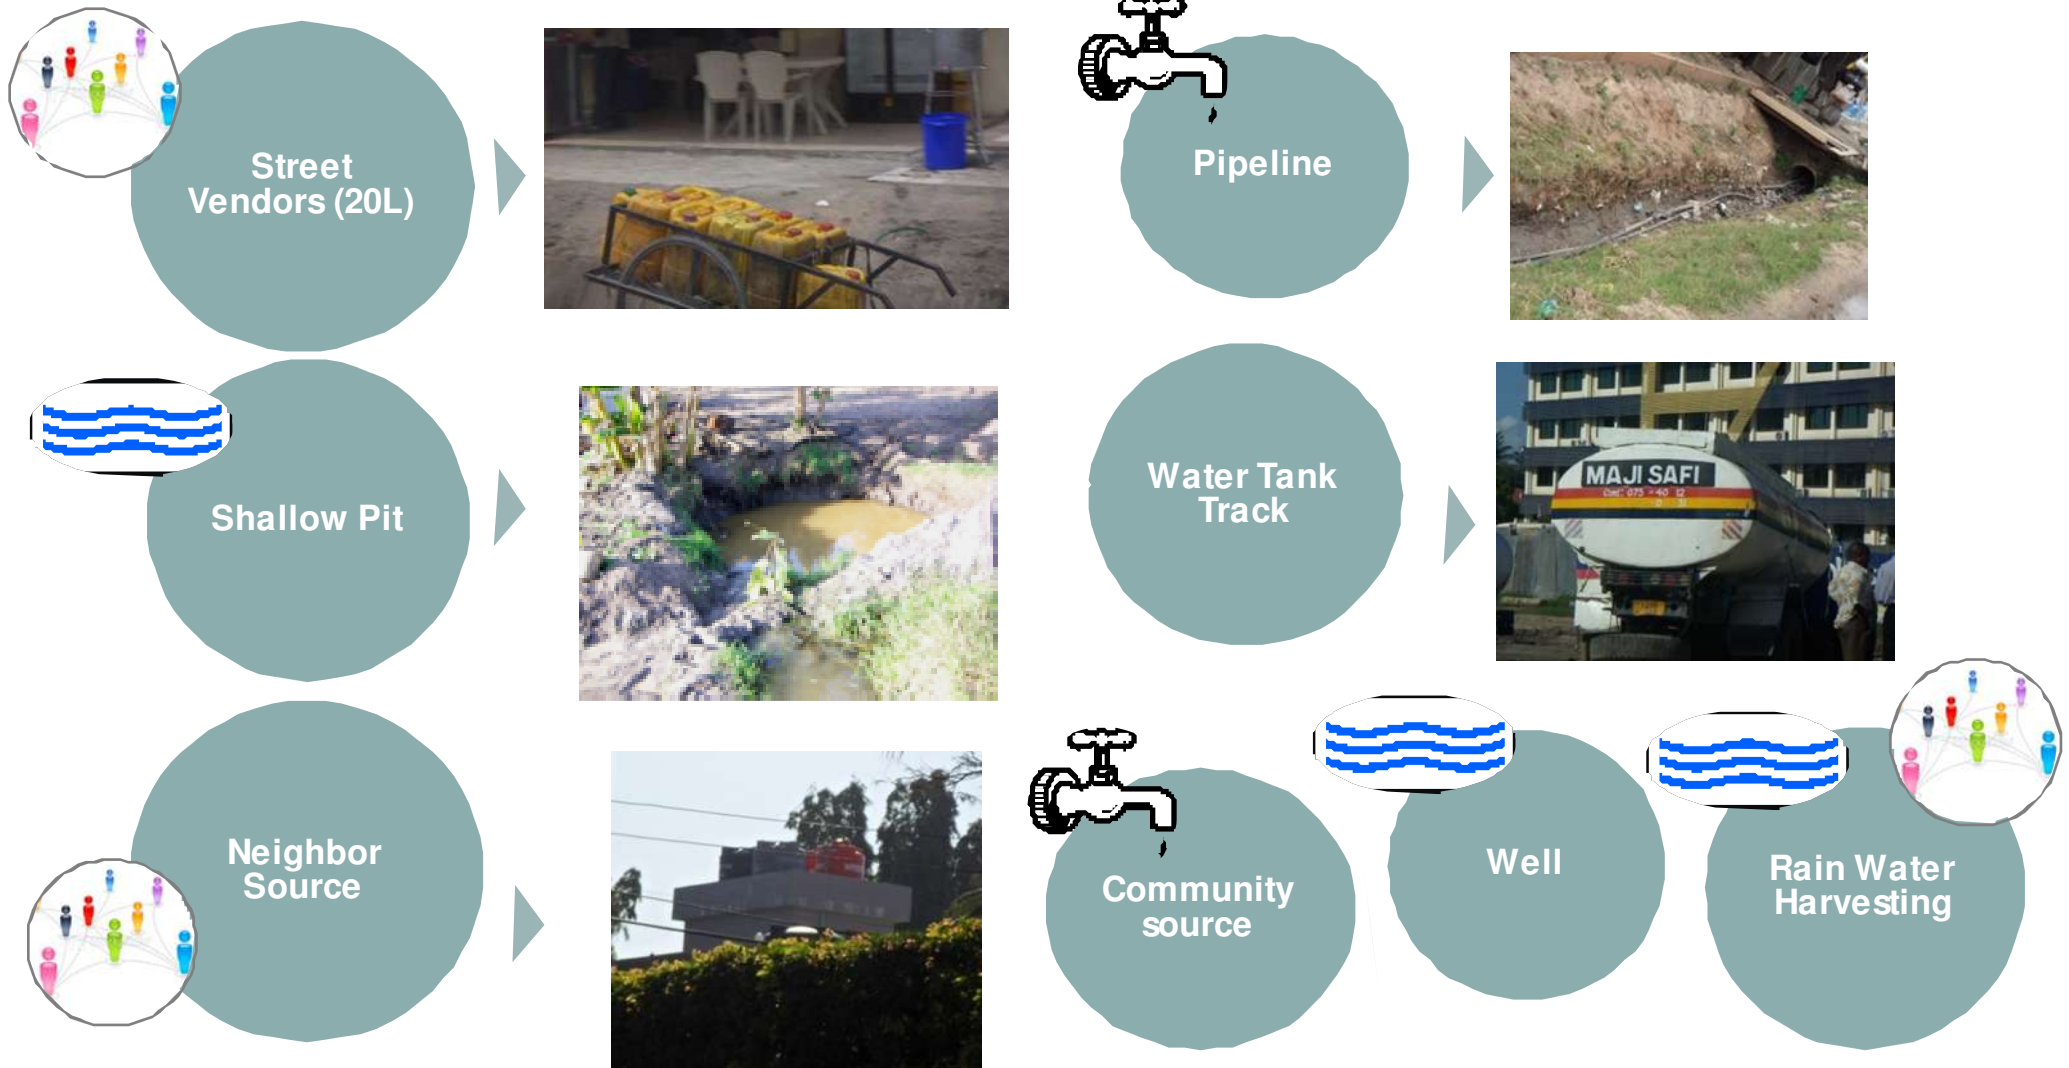 Street
Vendors (20L)
Pipeline
Shallow Pit
Water Tank
Track
MAJI SAFI
Neighbor
Source
Community
source
Well
Rain Water
Harvesting